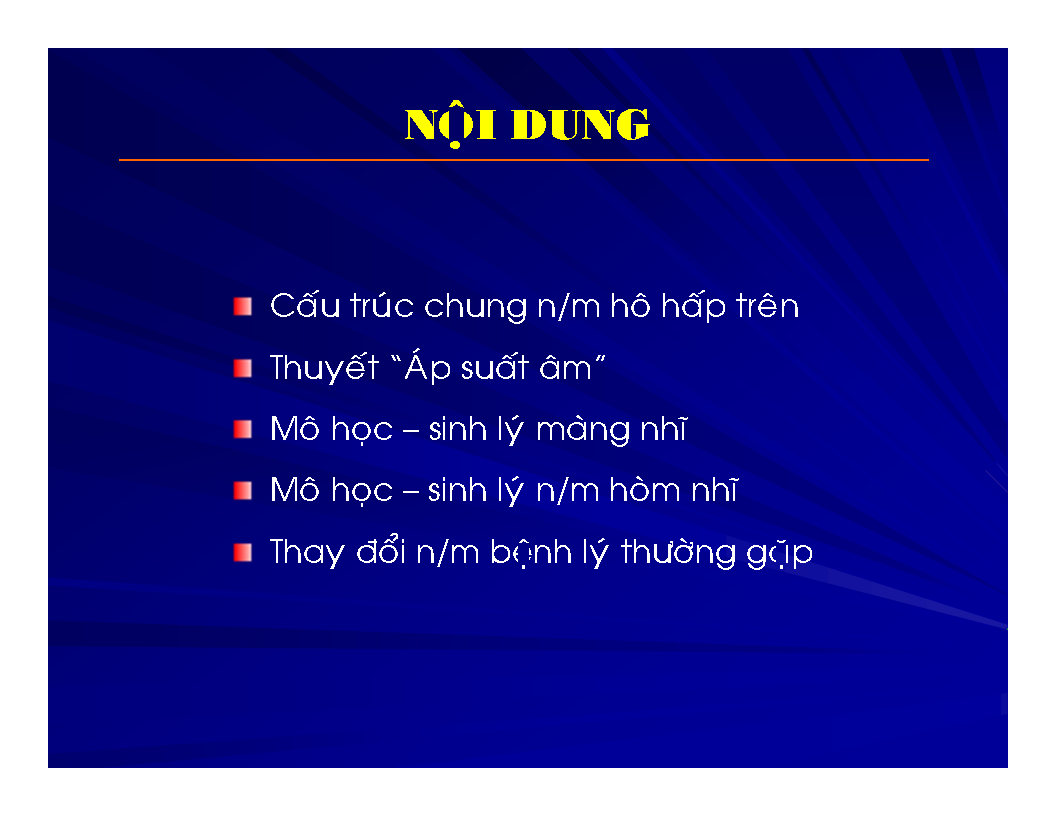 NỘI DUNG
Cấu trúc chung n/m hô hấp trên
Thuyết “Áp suất âm”
Mô học – sinh lý màng nhĩ
Mô học – sinh lý n/m hòm nhĩ
Thay đổi n/m bệnh lý thường gặp